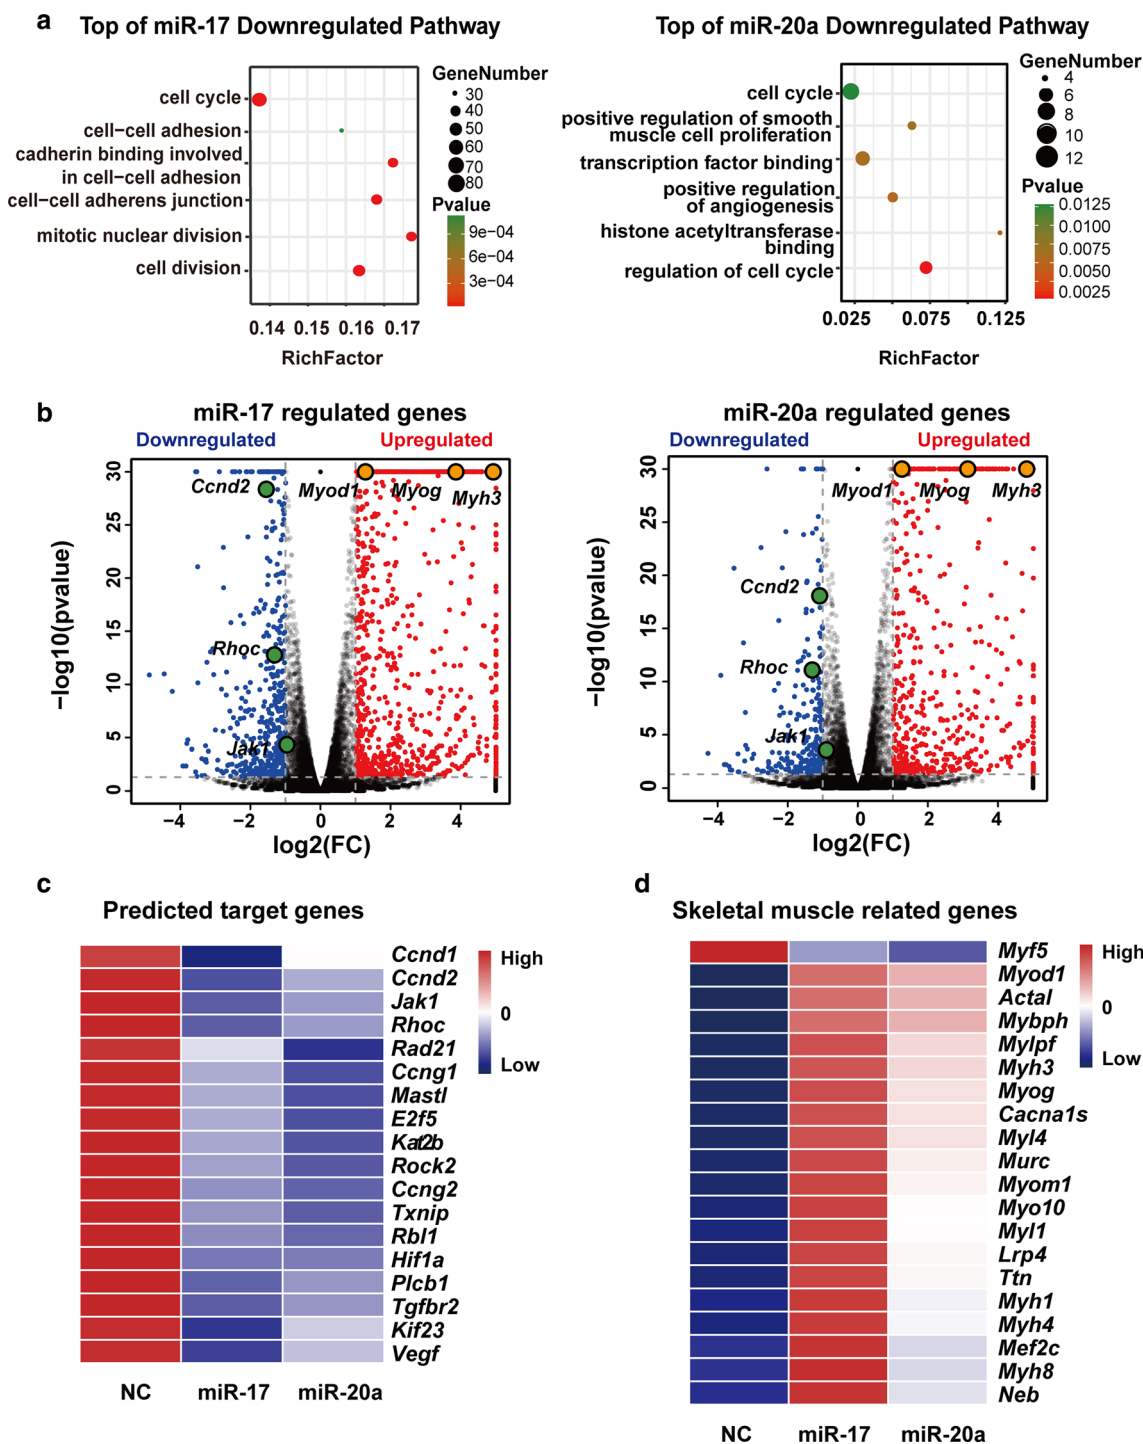 a
Top of miR-17 Downregulated Pathway
cell cycle
cell-cell adhesion
cadherin binding involved
in cell-cell adhesion
cell-cell adherens junction
mitotic nuclear division
cell division
0.14 0.15 0.16 0.17
RichFactor
GeneNumber
30
40
50
60
70
80
Pvalue
9e-04
6e-04
3e-04
Top of miR-20a Downregulated Pathway
cell cycle
positive regulation of smooth
muscle cell proliferation
transcription factor binding
positive regulation
of angiogenesis
histone acetyltransferase
binding
regulation of cell cycle
0.025 0.075 0.125
RichFactor
GeneNumber
4
6
8
10
12
Pvalue
0.0125
0.0100
0.0075
0.0050
0.0025
b
miR-17 regulated genes
Downregulated Upregulated
−log10(pvalue)
30
25
20
15
10
5
0
Ccnd2 Myod1 Myog Myh3
Rhoc
Jak1
−4 −2 0 2 4
log2(FC)
miR-20a regulated genes
Downregulated Upregulated
−log10(pvalue)
30
25
20
15
10
5
0
Myod1 Myog Myh3
Ccnd2
Rhoc
Jak1
−4 −2 0 2 4
log2(FC)
c
Predicted target genes
Ccnd1
Ccnd2
Jak1
Rhoc
Rad21
Ccng1
Mastl
E2f5
Kat2b
Rock2
Ccng2
Txnip
Rbl1
Hif1a
Plcb1
Tgfbr2
Kif23
Vegf
NC miR-17 miR-20a
High
0
Low
d
Skeletal muscle related genes
Myf5
Myod1
Actal
Mybph
Mylpf
Myh3
Myog
Cacna1s
Myl4
Murc
Myom1
Myo10
Myl1
Lrp4
Ttn
Myh1
Myh4
Mef2c
Myh8
Neb
NC miR-17 miR-20a
High
0
Low